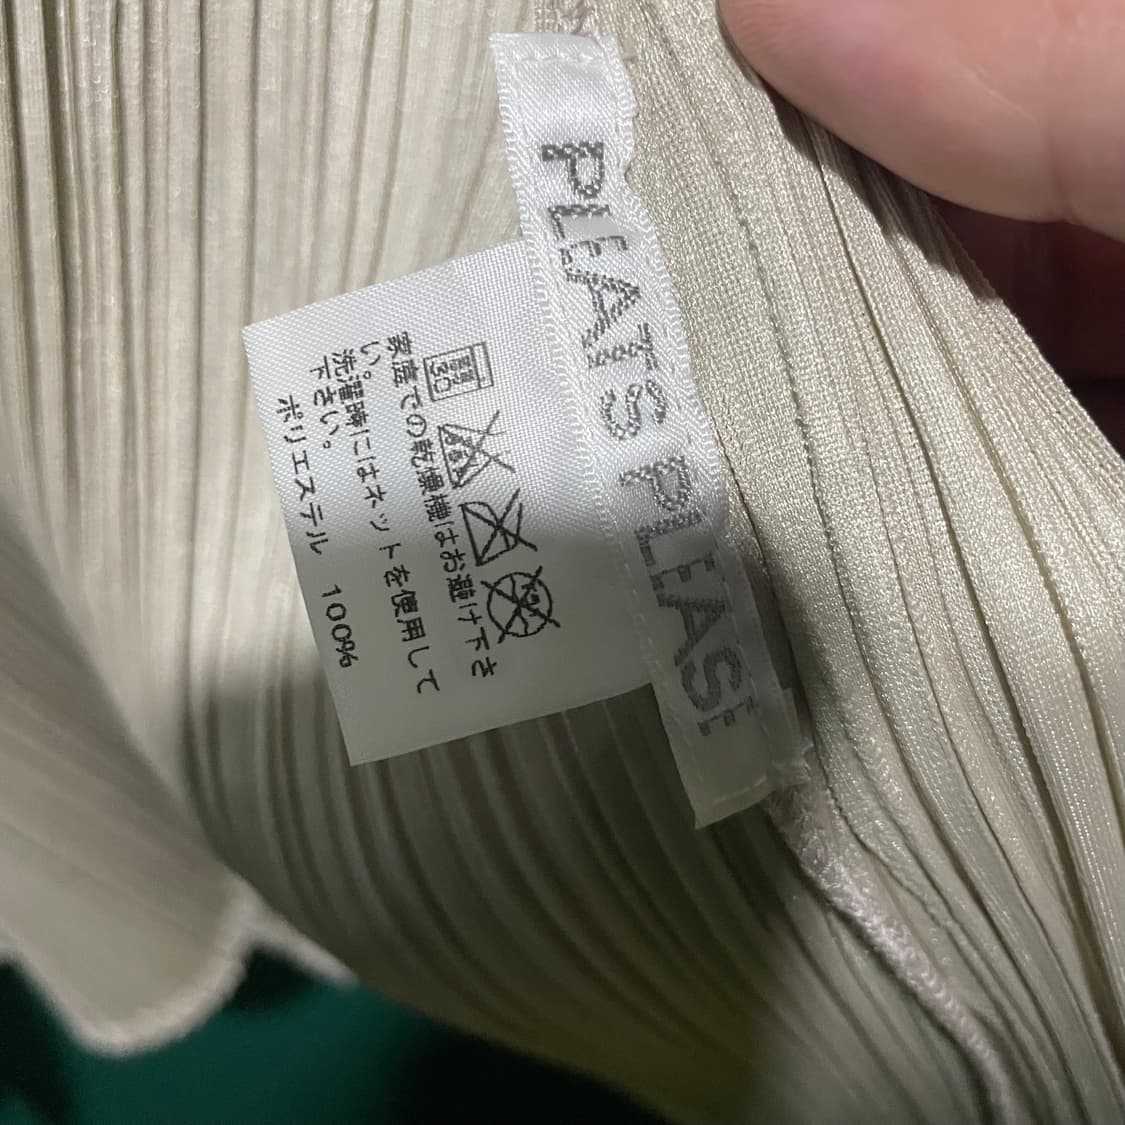 PLEATS PLEASE
30
家庭での乾燥機はお避け下さ
い。
洗濯時にはネットを使用して
下さい。
ポリエステル 100%